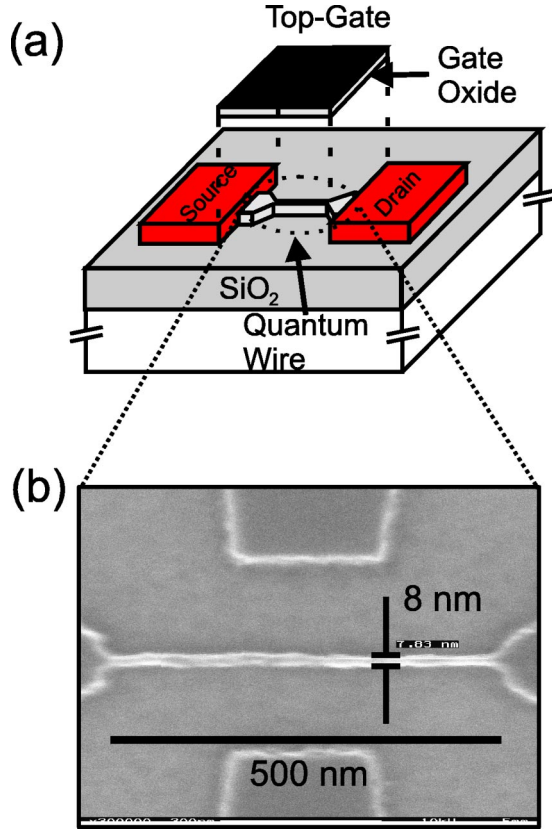 (a)
Top-Gate
Gate
Oxide
Source
Drain
SiO₂
Quantum
Wire
(b)
8 nm
7.83 nm
500 nm